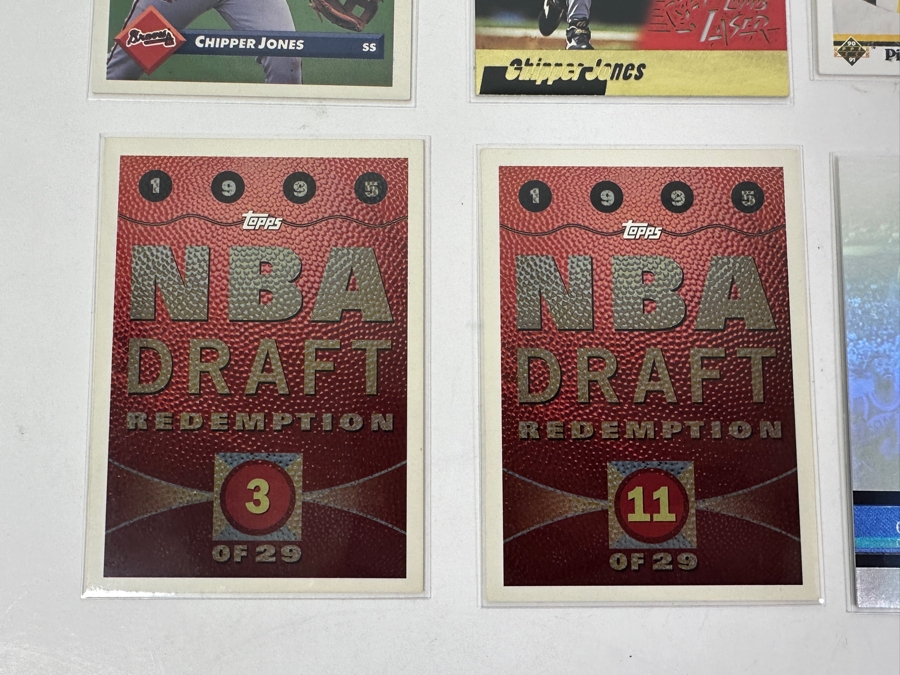 Braves
CHIPPER JONES SS
LASER
Chipper Jones
1 9 9 5
Topps
NBA
DRAFT
REDEMPTION
3
OF 29
1 9 9 5
Topps
NBA
DRAFT
REDEMPTION
11
OF 29